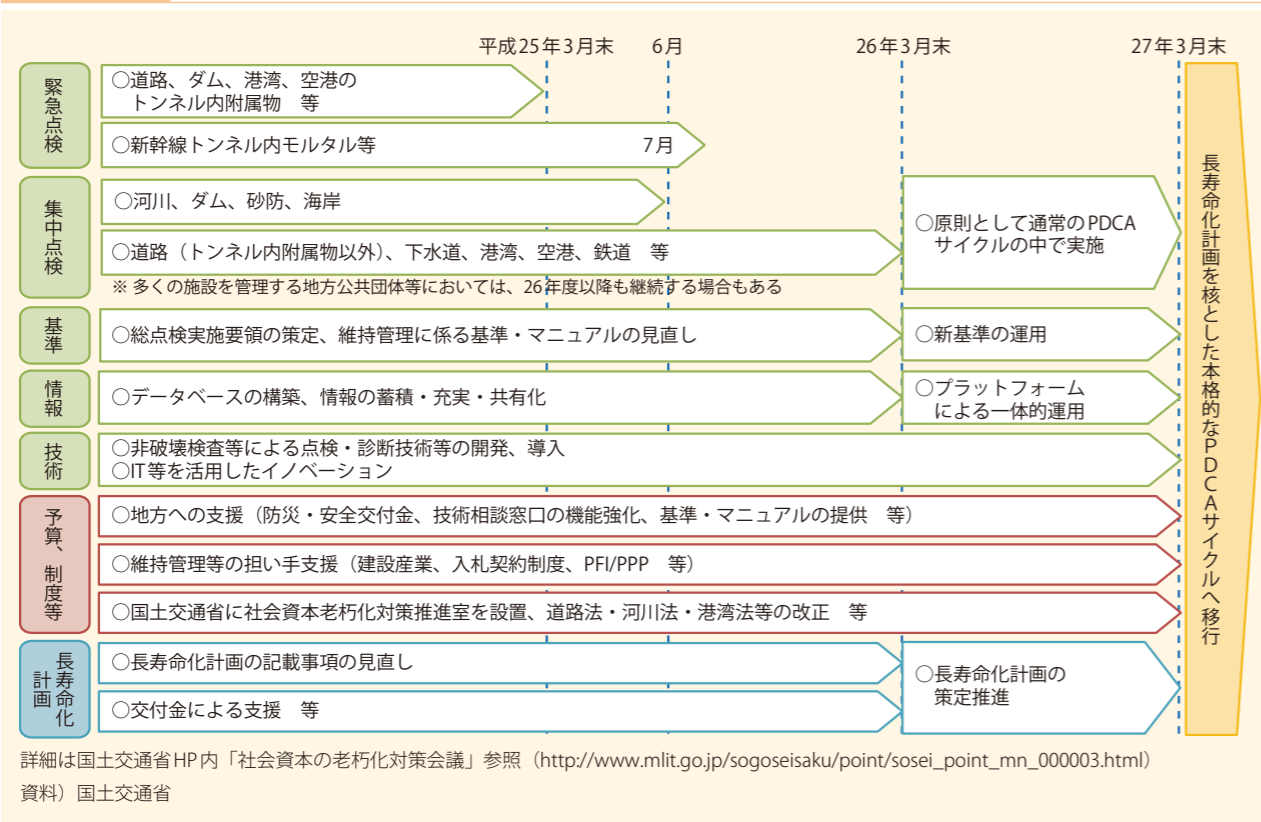 平成25年3月末 6月 26年3月末 27年3月末
緊急点検
○道路、ダム、港湾、空港の
トンネル内附属物　等
○新幹線トンネル内モルタル等 7月
集中点検
○河川、ダム、砂防、海岸
○道路（トンネル内附属物以外）、下水道、港湾、空港、鉄道　等
※ 多くの施設を管理する地方公共団体等においては、26年度以降も継続する場合もある
○原則として通常のPDCA
サイクルの中で実施
基準
○総点検実施要領の策定、維持管理に係る基準・マニュアルの見直し
○新基準の運用
情報
○データベースの構築、情報の蓄積・充実・共有化
○プラットフォーム
による一体的運用
技術
○非破壊検査等による点検・診断技術等の開発、導入
○IT等を活用したイノベーション
予算、制度等
○地方への支援（防災・安全交付金、技術相談窓口の機能強化、基準・マニュアルの提供　等）
○維持管理等の担い手支援（建設産業、入札契約制度、PFI/PPP　等）
○国土交通省に社会資本老朽化対策推進室を設置、道路法・河川法・港湾法等の改正　等
長寿命化
計画
○長寿命化計画の記載事項の見直し
○交付金による支援　等
○長寿命化計画の
策定推進
長寿命化計画を核とした本格的なPDCAサイクルへ移行
詳細は国土交通省HP内「社会資本の老朽化対策会議」参照（http://www.mlit.go.jp/sogoseisaku/point/sosei_point_mn_000003.html）
資料）国土交通省